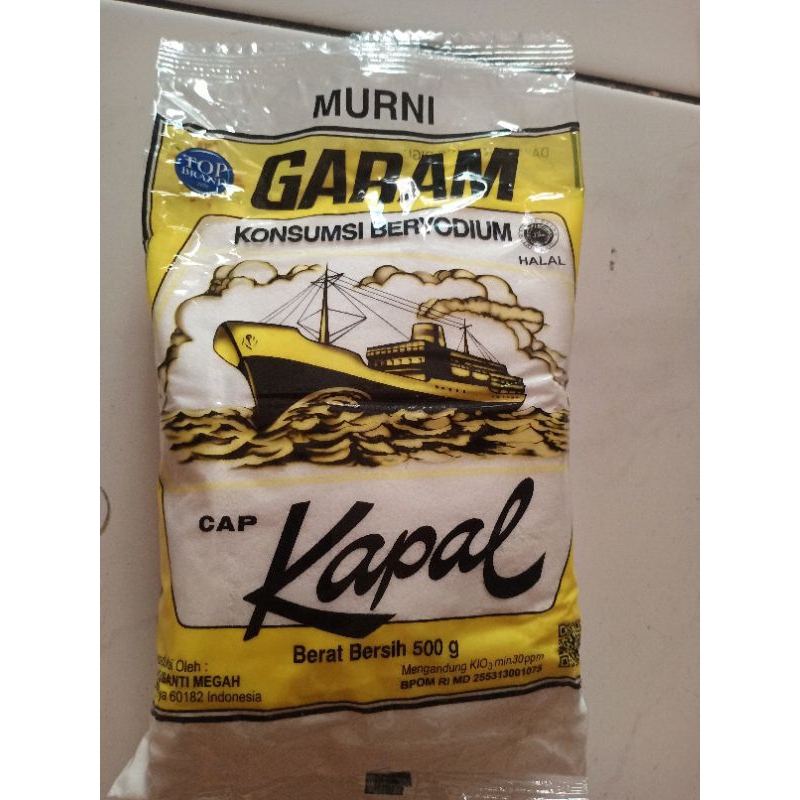 MURNI
TOP
BRAND
GARAM
KONSUMSI BERYODIUM
HALAL
CAP
Kapal
Berat Bersih 500 g
Oleh :
MEGAH
60182 Indonesia
Mengandung KIO₃ min 30 ppm
BPOM RI MD 255313001075